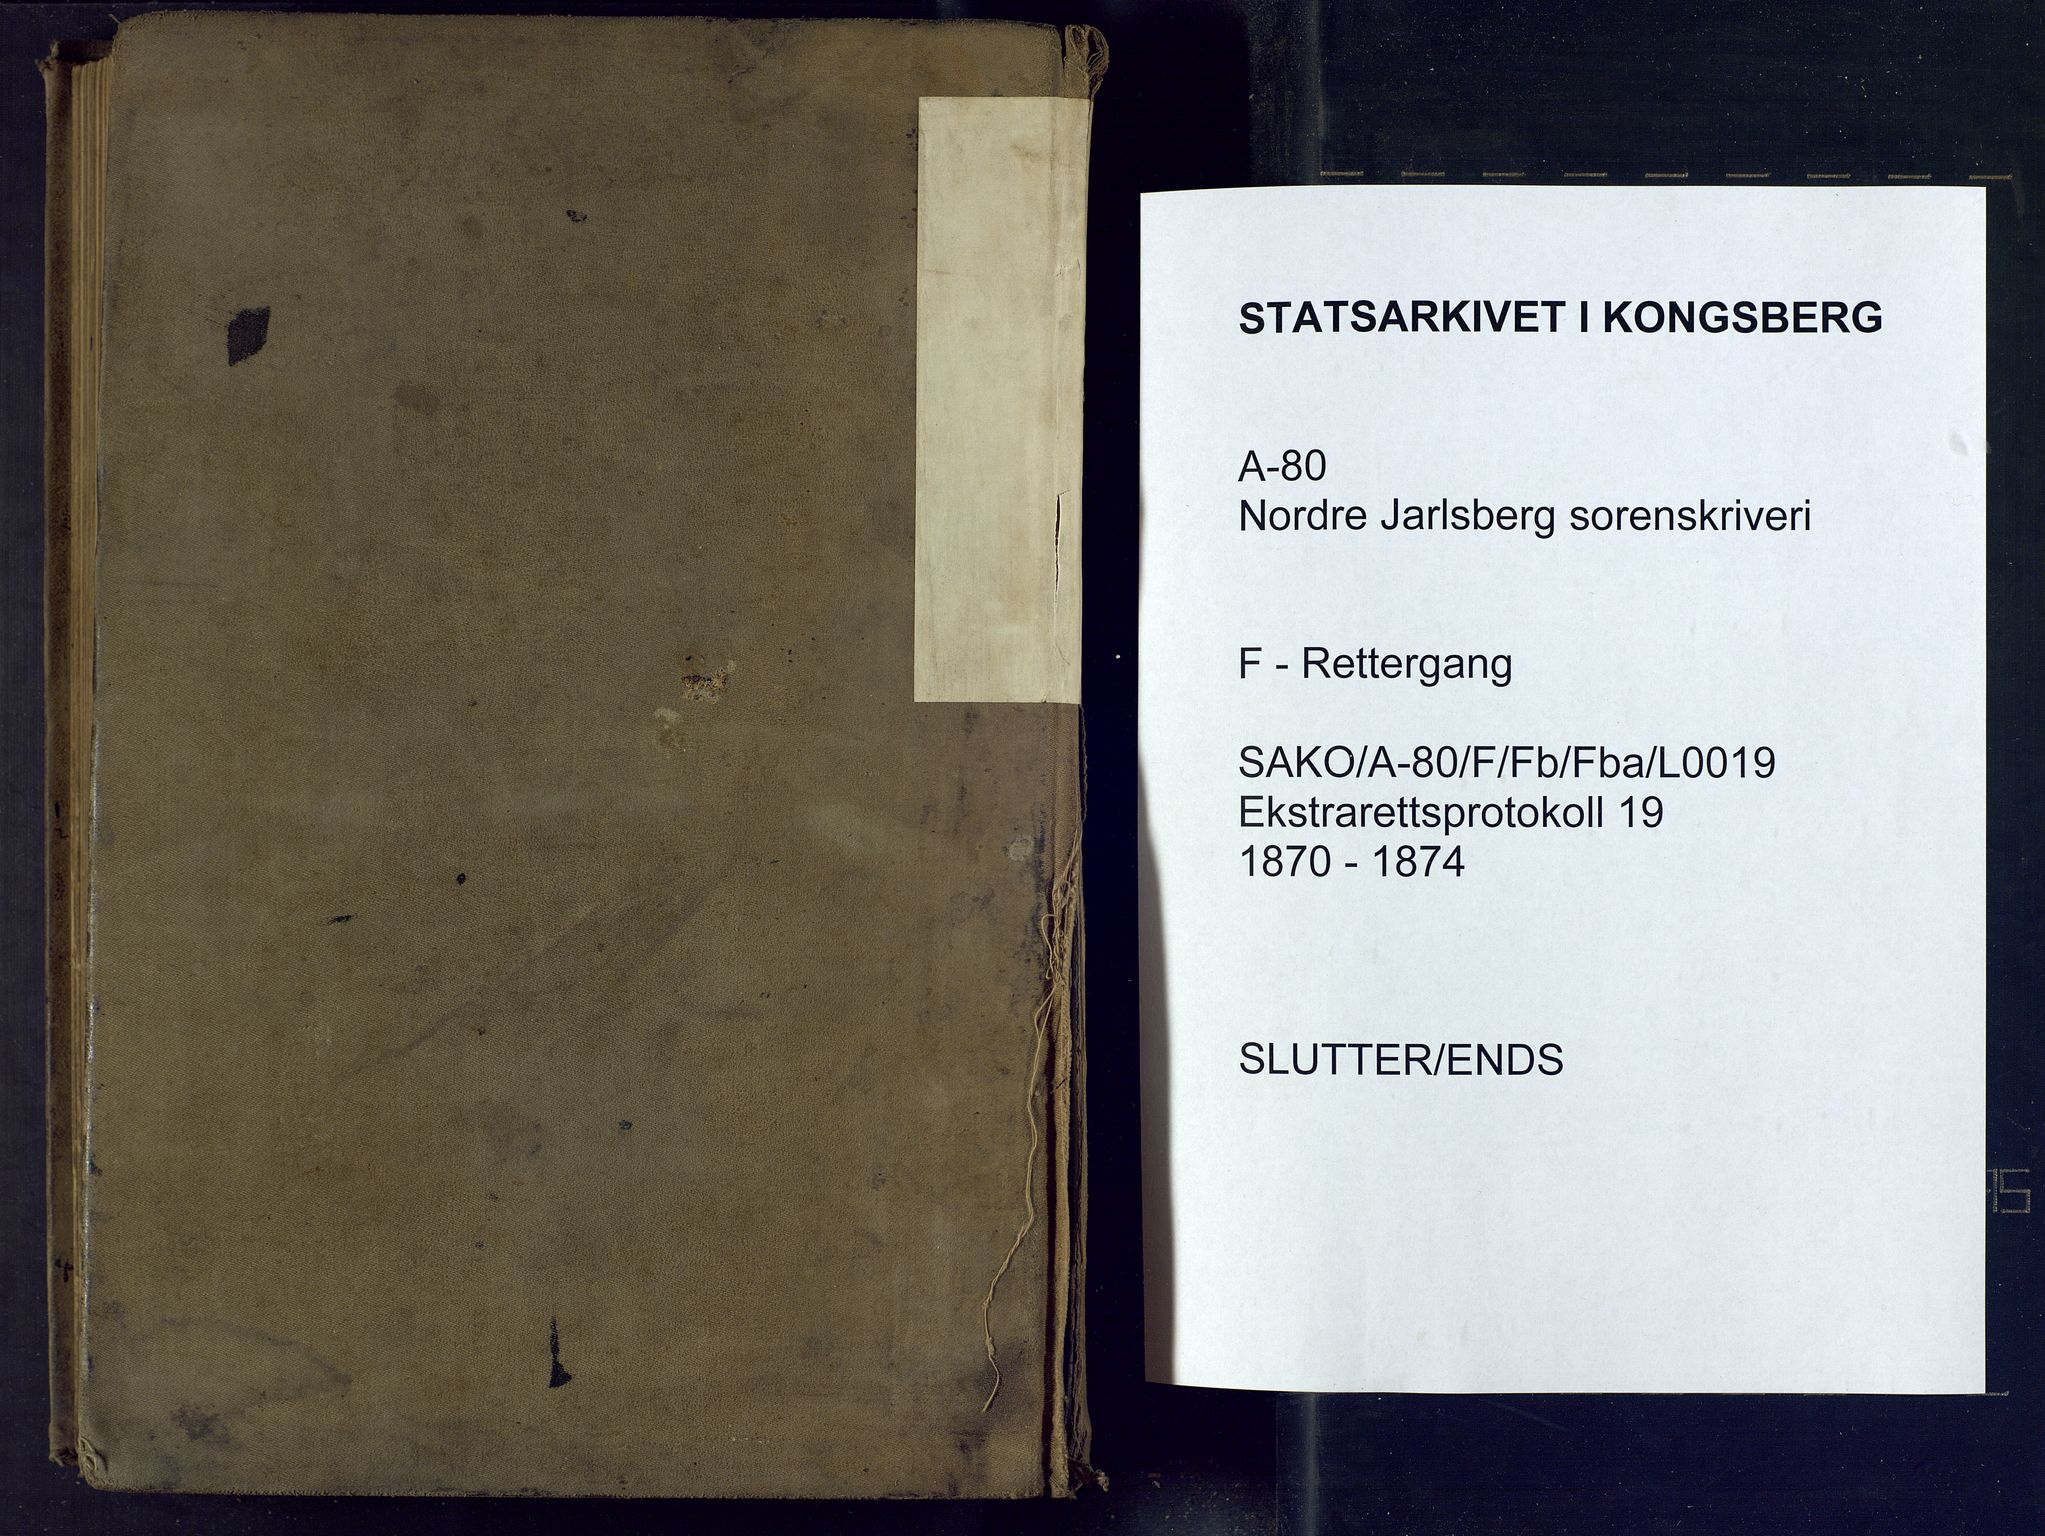 STATSARKIVET I KONGSBERG
A-80
Nordre Jarlsberg sorenskriveri
F - Rettergang
SAKO/A-80/F/Fb/Fba/L0019
Ekstrarettsprotokoll 19
1870 - 1874
SLUTTER/ENDS